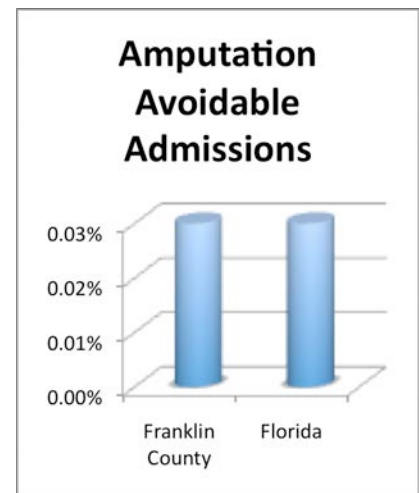 Amputation
Avoidable
Admissions
0.03%
0.02%
0.01%
0.00%
Franklin
County
Florida